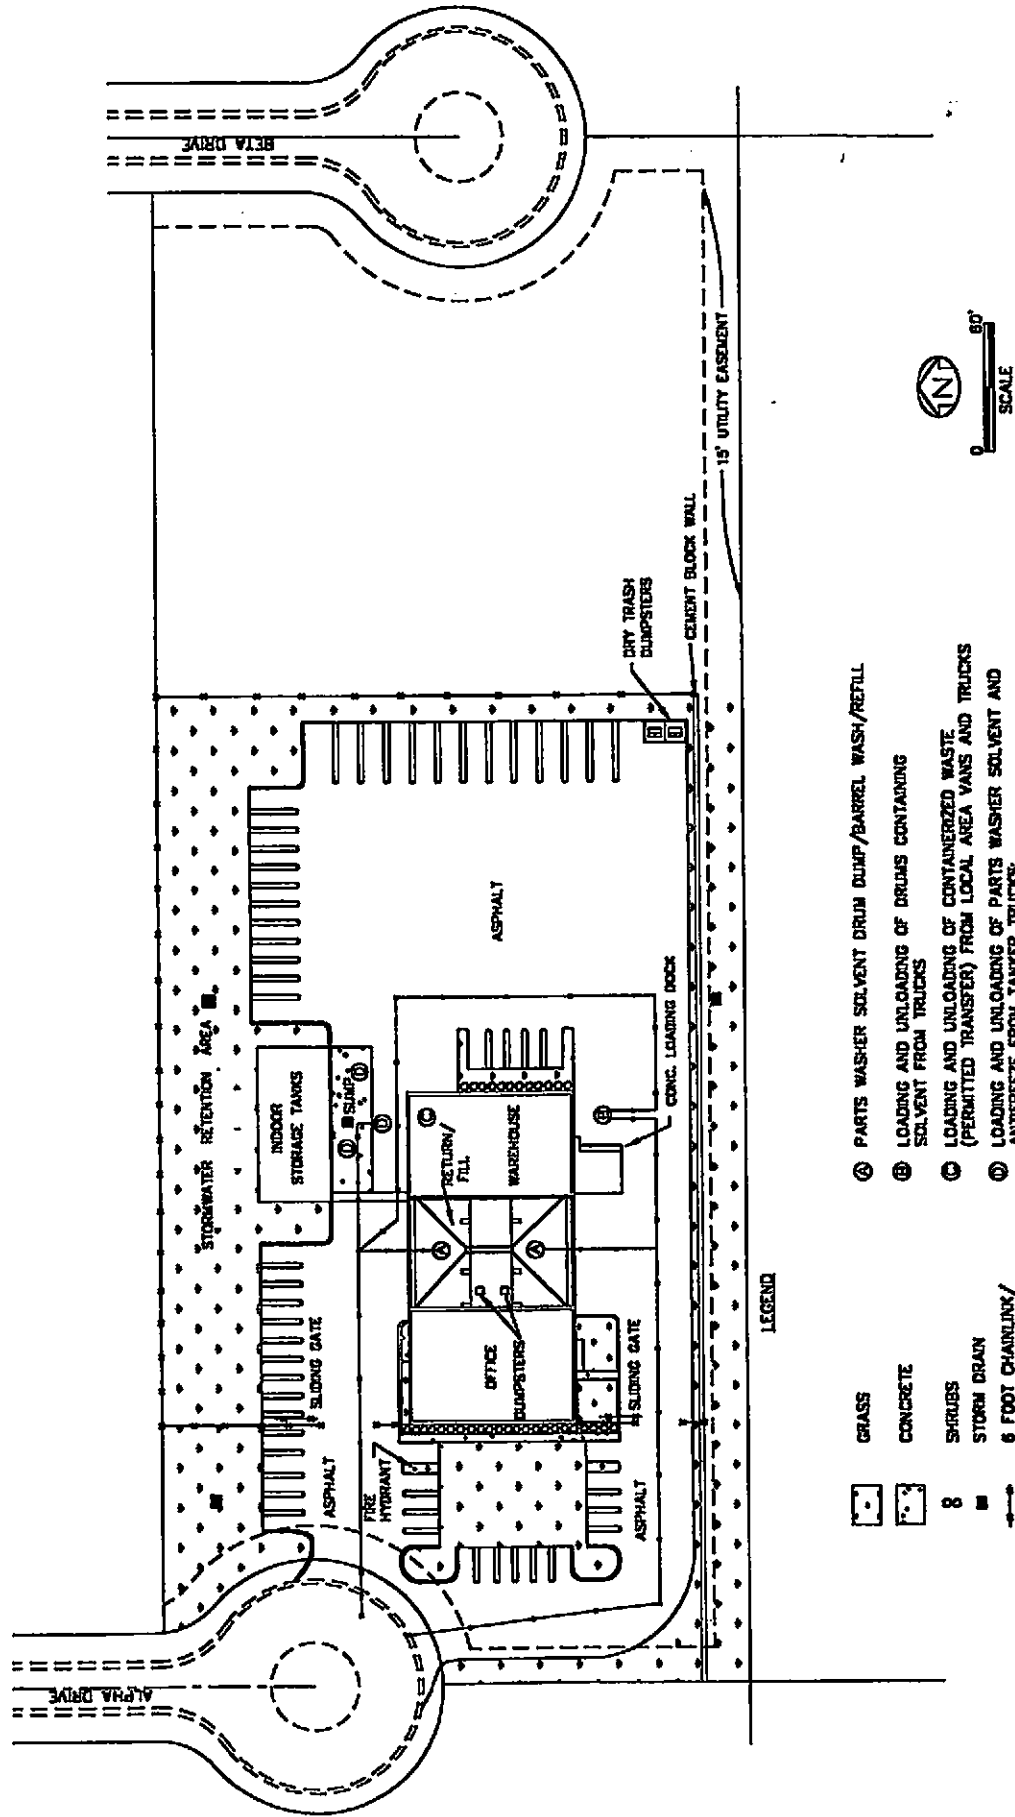 BETA DRIVE
15' UTILITY EASEMENT
N
0 60'
SCALE
CEMENT BLOCK WALL
DRY TRASH
DUMPSTERS
ASPHALT
STORMWATER RETENTION AREA
INDOOR
STORAGE TANKS
SUMP
D
D
D
C
RETURN/
FILL
WAREHOUSE
B
CONC. LOADING DOCK
A
A
OFFICE
DUMPSTERS
SLIDING GATE
SLIDING GATE
ASPHALT
FIRE
HYDRANT
ASPHALT
ALPHA DRIVE
LEGEND
GRASS
CONCRETE
SHRUBS
STORM DRAIN
6 FOOT CHAINLINK/
A PARTS WASHER SOLVENT DRUM DUMP/BARREL WASH/REFILL
B LOADING AND UNLOADING OF DRUMS CONTAINING
SOLVENT FROM TRUCKS
C LOADING AND UNLOADING OF CONTAINERIZED WASTE
(PERMITTED TRANSFER) FROM LOCAL AREA VANS AND TRUCKS
D LOADING AND UNLOADING OF PARTS WASHER SOLVENT AND